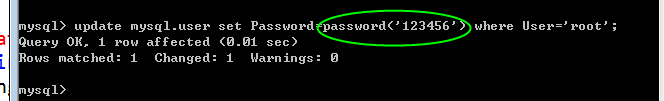 mysql> update mysql.user set Password=password('123456') where User='root';
Query OK, 1 row affected (0.01 sec)
Rows matched: 1  Changed: 1  Warnings: 0
mysql>